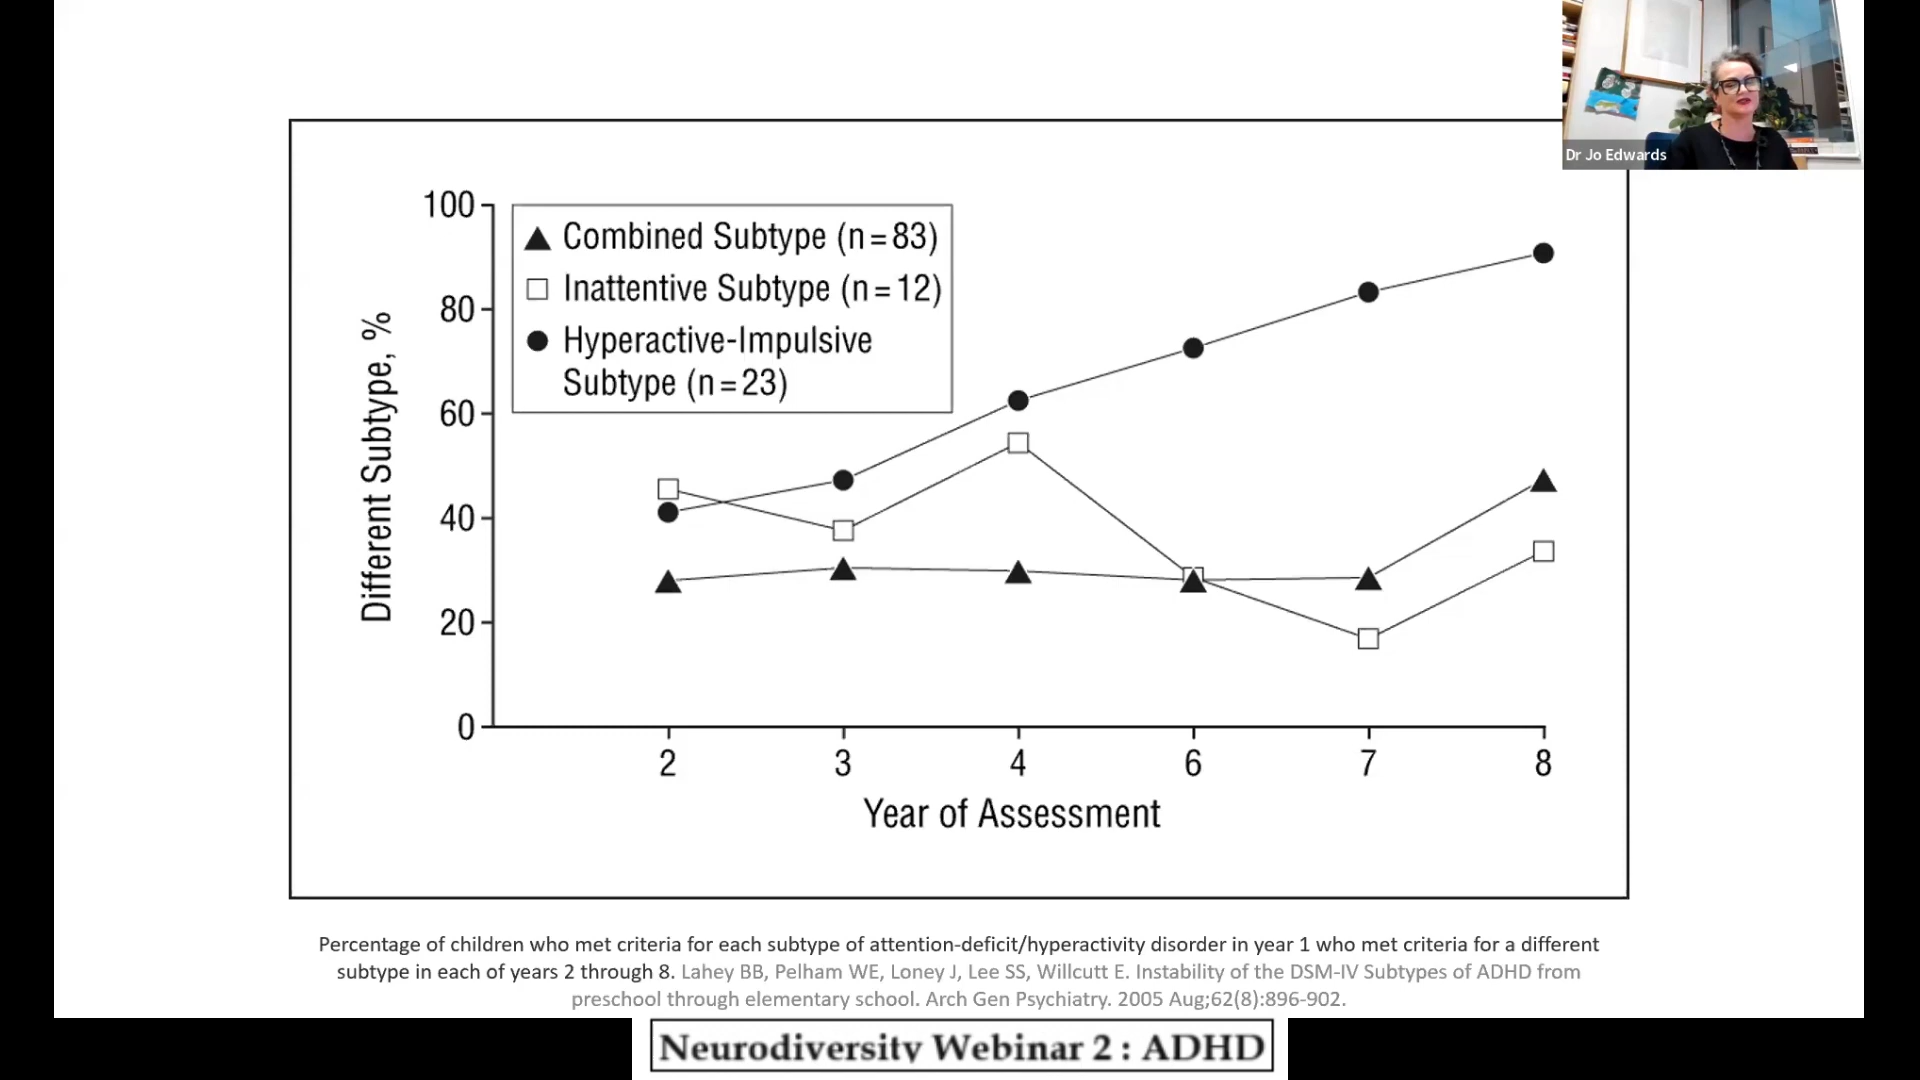 Dr Jo Edwards
100
80
60
40
20
0
Different Subtype, %
Combined Subtype (n=83)
Inattentive Subtype (n=12)
Hyperactive-Impulsive
Subtype (n=23)
2 3 4 6 7 8
Year of Assessment
Percentage of children who met criteria for each subtype of attention-deficit/hyperactivity disorder in year 1 who met criteria for a different
subtype in each of years 2 through 8. Lahey BB, Pelham WE, Loney J, Lee SS, Willcutt E. Instability of the DSM-IV Subtypes of ADHD from
preschool through elementary school. Arch Gen Psychiatry. 2005 Aug;62(8):896-902.
Neurodiversity Webinar 2 : ADHD